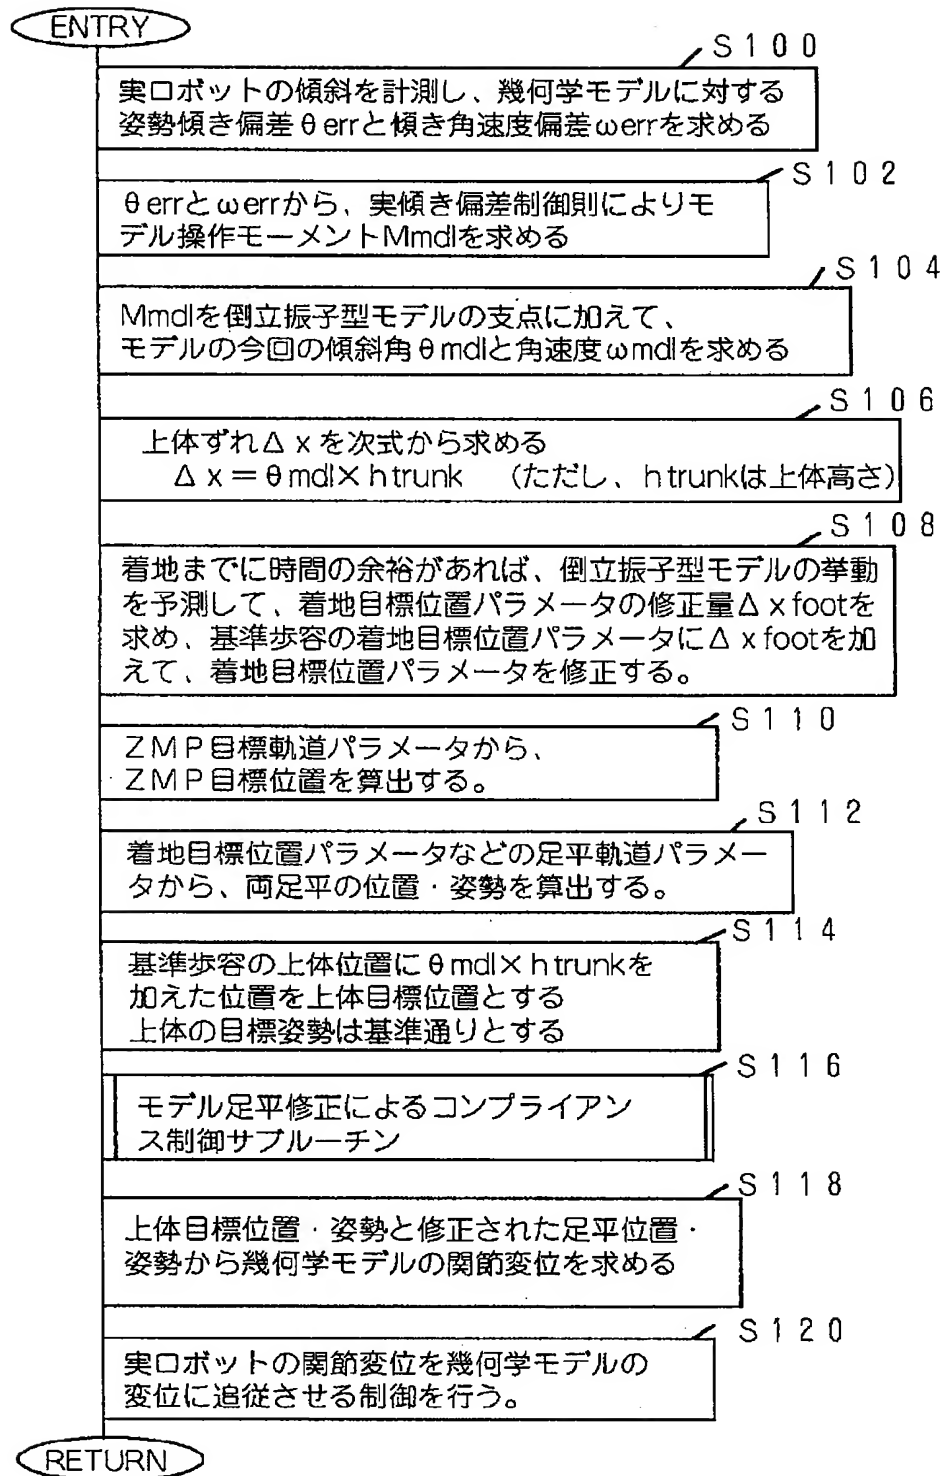 ENTRY
S100
実ロボットの傾斜を計測し、幾何学モデルに対する
姿勢傾き偏差θerrと傾き角速度偏差ωerrを求める
S102
θerrとωerrから、実傾き偏差制御則によりモ
デル操作モーメントMmdlを求める
S104
Mmdlを倒立振子型モデルの支点に加えて、
モデルの今回の傾斜角θmdlと角速度ωmdlを求める
S106
上体ずれΔxを次式から求める
Δx=θmdl×htrunk (ただし、htrunkは上体高さ)
S108
着地までに時間の余裕があれば、倒立振子型モデルの挙動
を予測して、着地目標位置パラメータの修正量Δxfootを
求め、基準歩容の着地目標位置パラメータにΔxfootを加
えて、着地目標位置パラメータを修正する。
S110
ZMP目標軌道パラメータから、
ZMP目標位置を算出する。
S112
着地目標位置パラメータなどの足平軌道パラメー
タから、両足平の位置・姿勢を算出する。
S114
基準歩容の上体位置にθmdl×htrunkを
加えた位置を上体目標位置とする
上体の目標姿勢は基準通りとする
S116
モデル足平修正によるコンプライアン
ス制御サブルーチン
S118
上体目標位置・姿勢と修正された足平位置・
姿勢から幾何学モデルの関節変位を求める
S120
実ロボットの関節変位を幾何学モデルの
変位に追従させる制御を行う。
RETURN